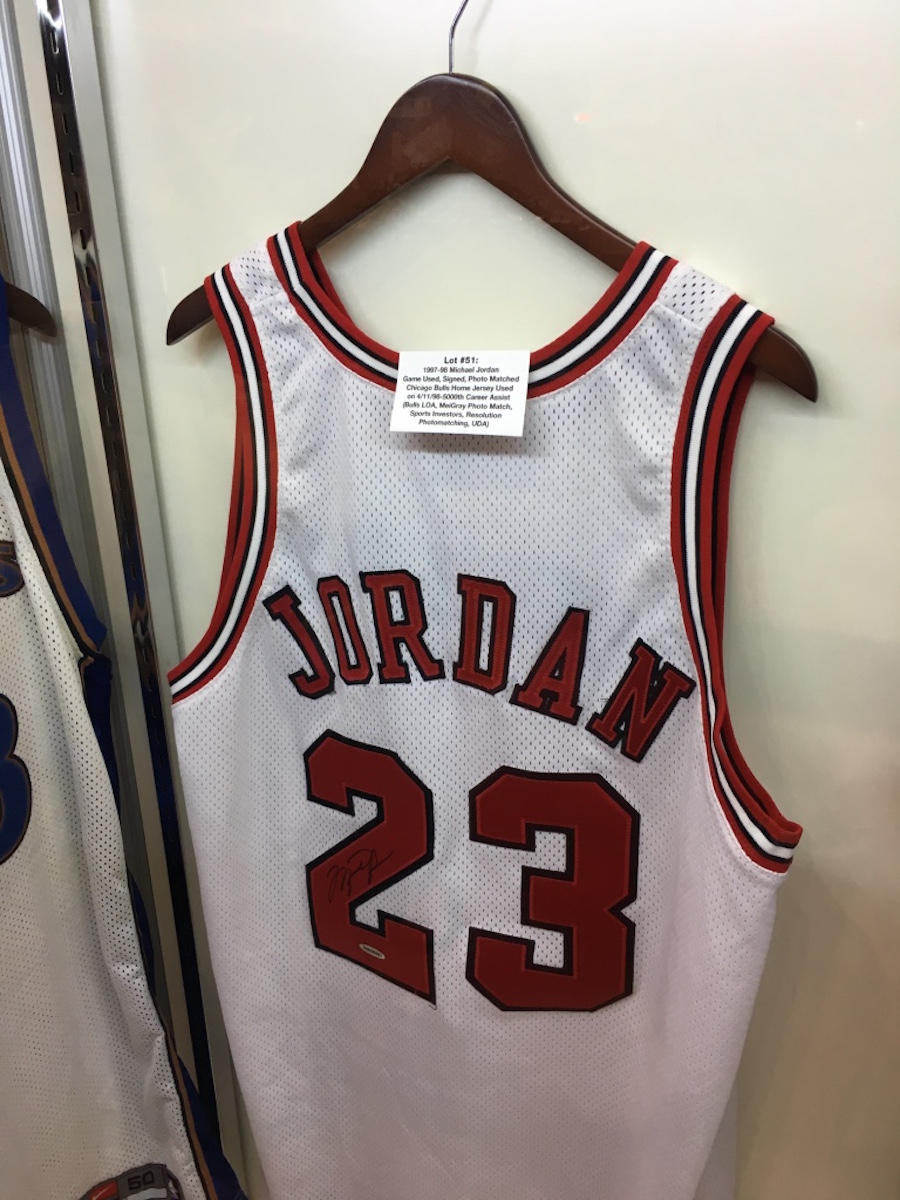 Lot #51:
1997-98 Michael Jordan
Game Used, Signed, Photo Matched
Chicago Bulls Home Jersey Used
on 4/11/98-5000th Career Assist
(Bulls LOA, MeiGray Photo Match,
Sports Investors, Resolution
Photomatching, UDA)
JORDAN
23
50